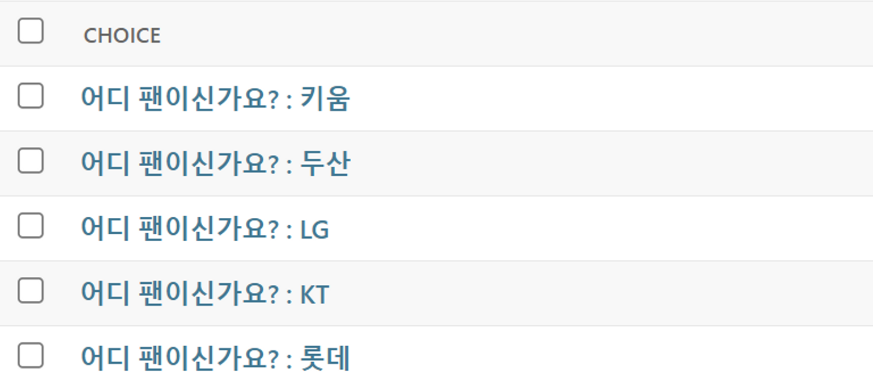 CHOICE
어디 팬이신가요? : 키움
어디 팬이신가요? : 두산
어디 팬이신가요? : LG
어디 팬이신가요? : KT
어디 팬이신가요? : 롯데